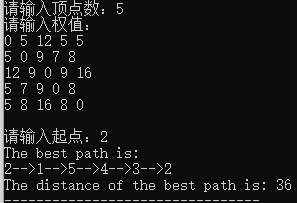 请输入顶点数：5
请输入权值：
0 5 12 5 5
5 0 9 7 8
12 9 0 9 16
5 7 9 0 8
5 8 16 8 0
请输入起点：2
The best path is:
2-->1-->5-->4-->3-->2
The distance of the best path is: 36
--------------------------------